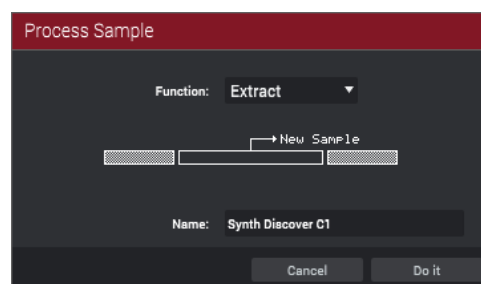 Process Sample
Function: Extract
New Sample
Name: Synth Discover C1
Cancel Do it